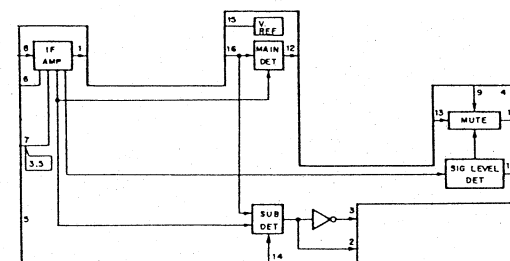 15
V.
REF
8
IF
AMP
1
16
MAIN
DET
12
6
9
4
13
MUTE
7
3.5
SIG LEVEL
DET
5
SUB
DET
3
2
14